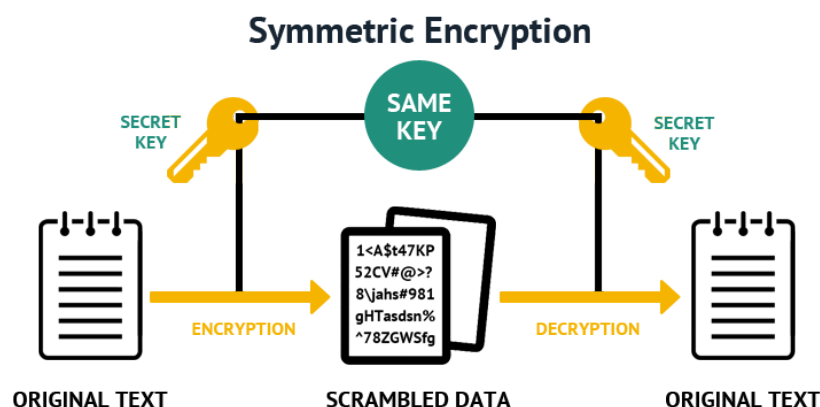 Symmetric Encryption
SECRET
KEY
SAME
KEY
SECRET
KEY
1<A$t47KP
52CV#@>?
8\jahs#981
gHTasdsn%
^78ZGWSfg
ENCRYPTION
DECRYPTION
ORIGINAL TEXT
SCRAMBLED DATA
ORIGINAL TEXT